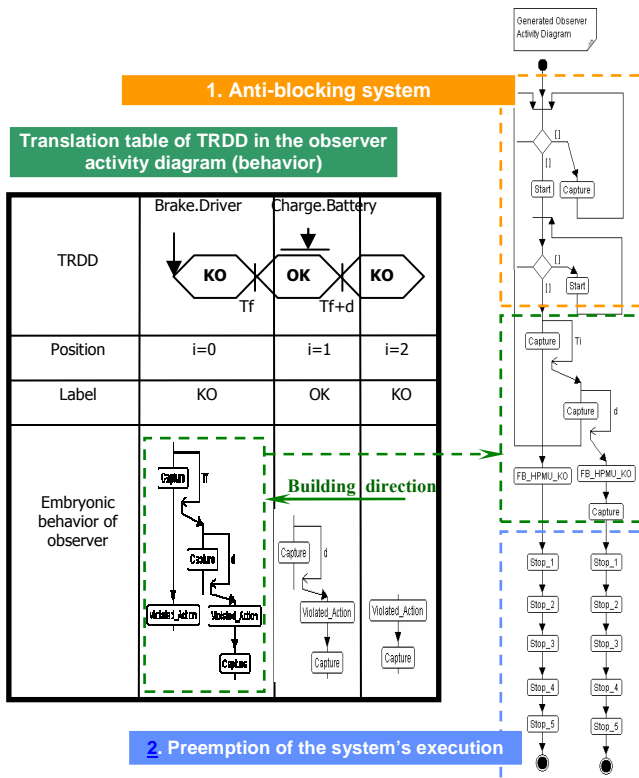 Generated Observer
Activity Diagram
1. Anti-blocking system
Translation table of TRDD in the observer
activity diagram (behavior)
[]
[]
Capture
Start
[]
[]
Start
Brake.Driver
Charge.Battery
TRDD
KO
OK
KO
Tf
Tf+d
Position
i=0
i=1
i=2
Label
KO
OK
KO
Embryonic
behavior of
observer
Capture
Tf
Capture
d
Violated_Action
Violated_Action
Capture
Building direction
Capture
d
Violated_Action
Capture
Violated_Action
Capture
Capture
Ti
Capture
d
FB_HPMU_KO
FB_HPMU_KO
Capture
Stop_1
Stop_1
Stop_2
Stop_2
Stop_3
Stop_3
Stop_4
Stop_4
Stop_5
Stop_5
2. Preemption of the system's execution